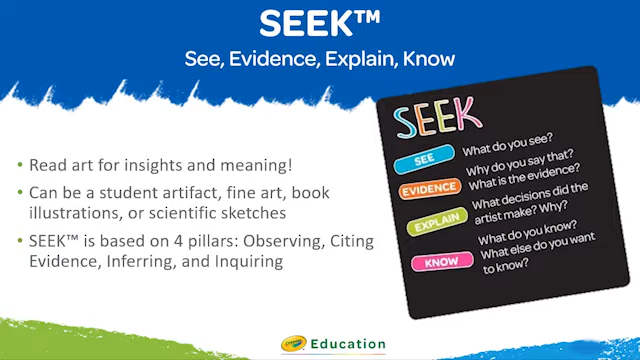 SEEK™
See, Evidence, Explain, Know
• Read art for insights and meaning!
• Can be a student artifact, fine art, book
illustrations, or scientific sketches
• SEEK™ is based on 4 pillars: Observing, Citing
Evidence, Inferring, and Inquiring
SEEK
SEE What do you see?
EVIDENCE Why do you say that?
What is the evidence?
EXPLAIN What decisions did the
artist make? Why?
KNOW What do you know?
What else do you want
to know?
Crayola Education